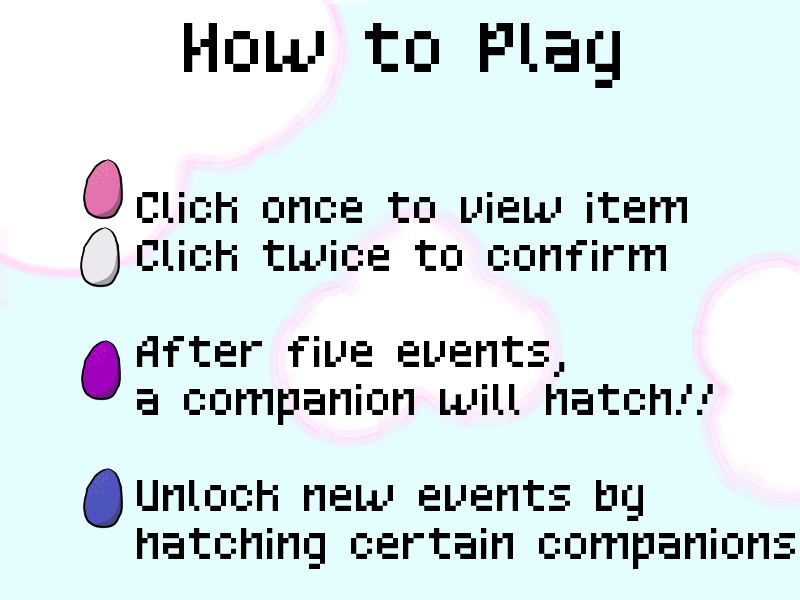 How to Play
Click once to view item
Click twice to confirm
After five events,
a companion will hatch!!
Unlock new events by
hatching certain companions